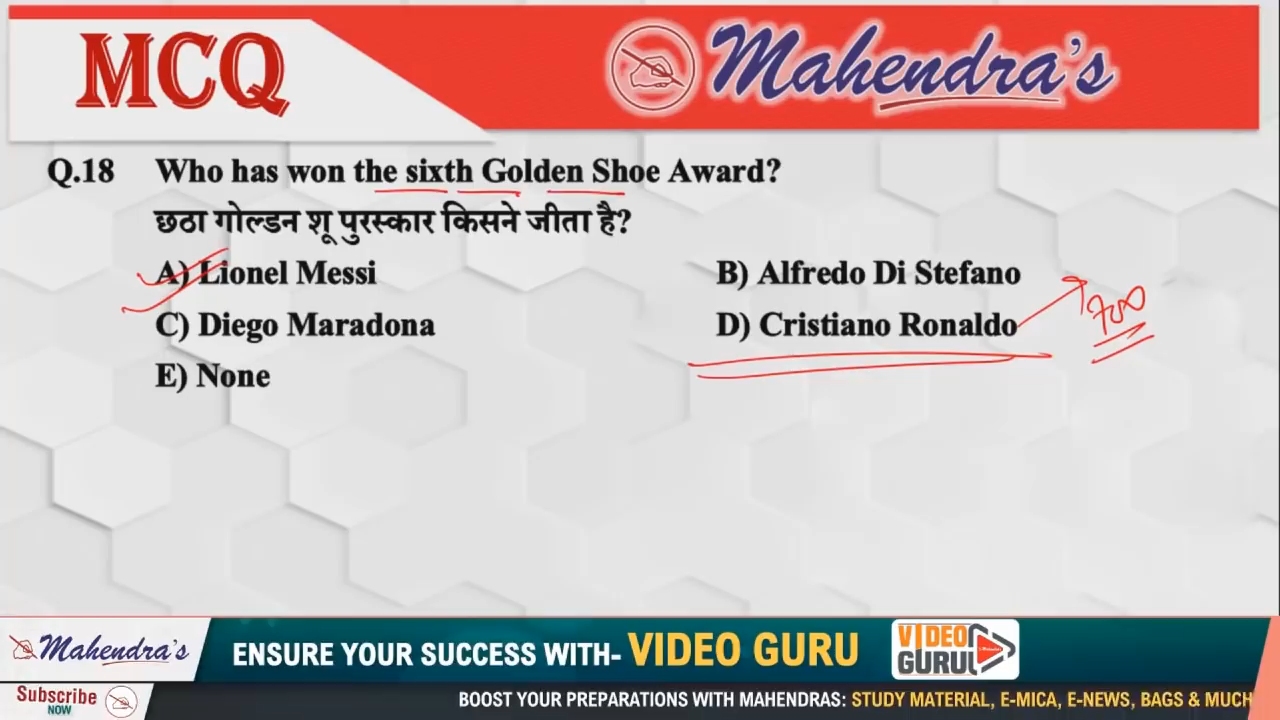 MCQ
Mahendra's
Q.18 Who has won the sixth Golden Shoe Award?
छठा गोल्डन शू पुरस्कार किसने जीता है?
A) Lionel Messi B) Alfredo Di Stefano
C) Diego Maradona D) Cristiano Ronaldo
700
E) None
Mahendra's
ENSURE YOUR SUCCESS WITH- VIDEO GURU
VIDEO
GURU
Subscribe
NOW
BOOST YOUR PREPARATIONS WITH MAHENDRAS: STUDY MATERIAL, E-MICA, E-NEWS, BAGS & MUCH